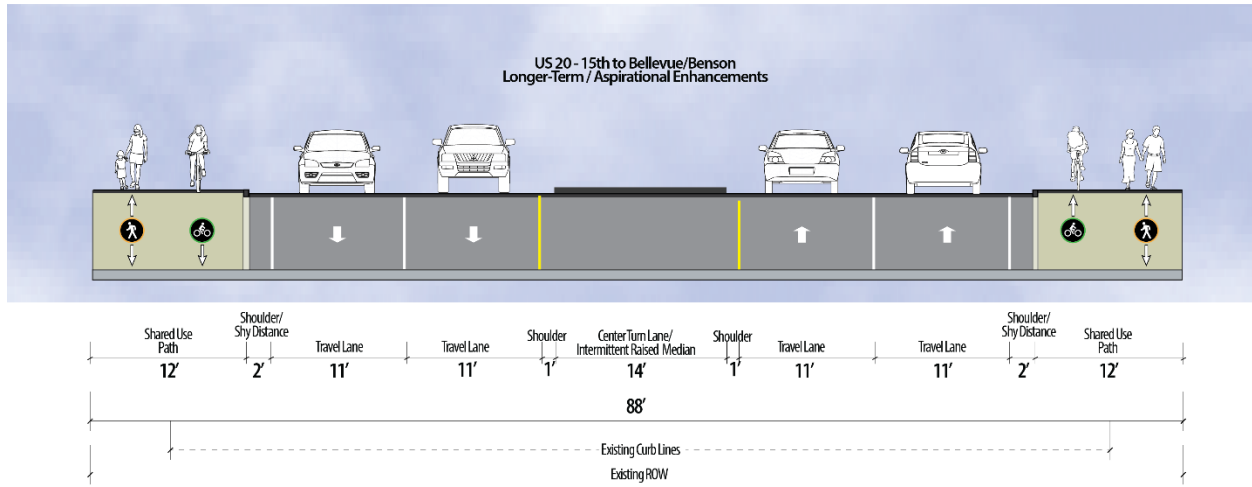 US 20 - 15th to Bellevue/Benson
Longer-Term / Aspirational Enhancements
Shared Use
Path
12'
Shoulder/
Shy Distance
2'
Travel Lane
11'
Travel Lane
11'
Shoulder
1'
Center Turn Lane/
Intermittent Raised Median
14'
Shoulder
1'
Travel Lane
11'
Travel Lane
11'
Shoulder/
Shy Distance
2'
Shared Use
Path
12'
88'
Existing Curb Lines
Existing ROW